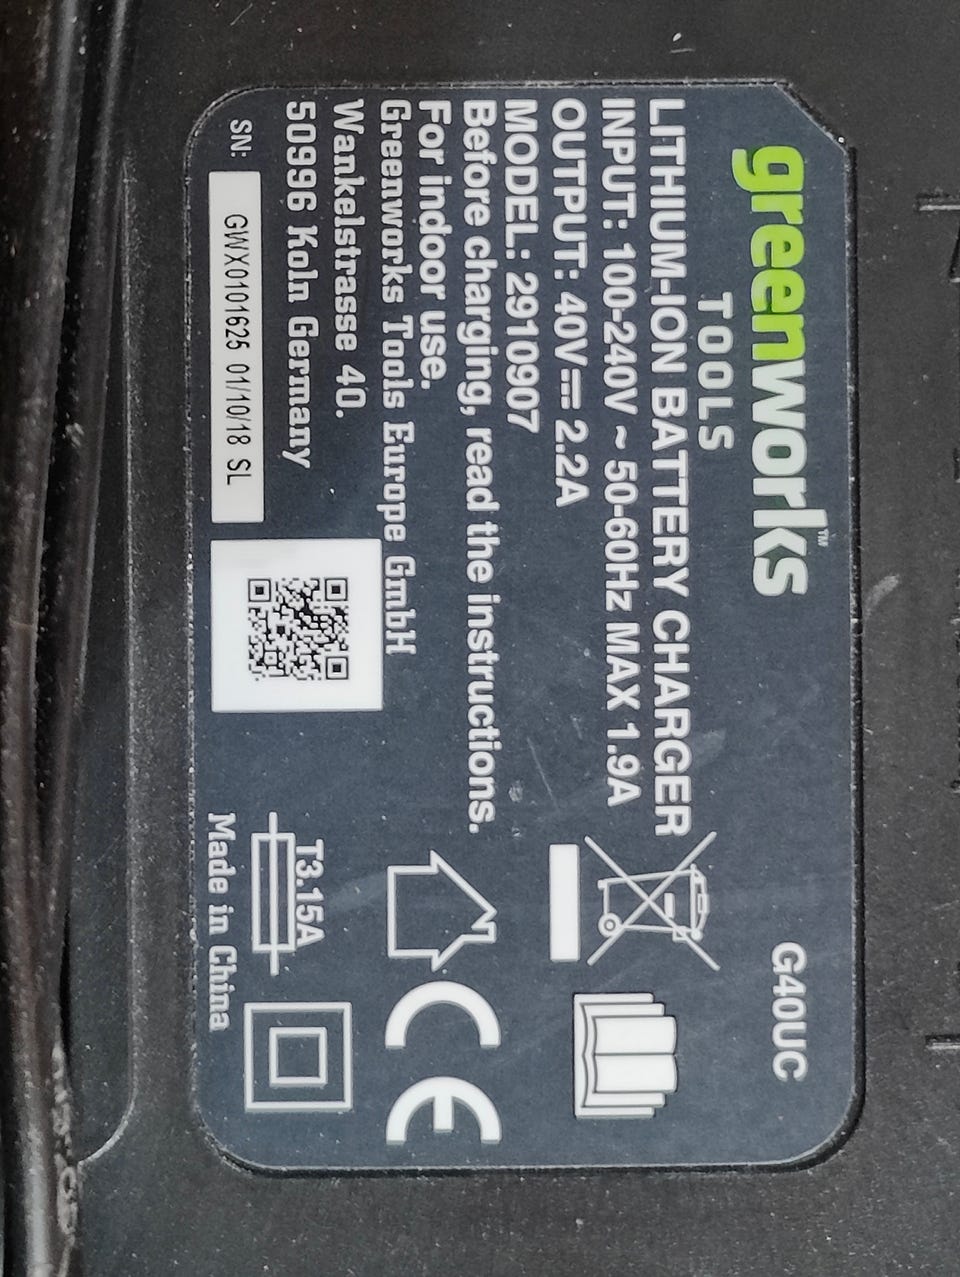 greenworks™
TOOLS
G40UC
LITHIUM-ION BATTERY CHARGER
INPUT: 100-240V ~ 50-60Hz MAX 1.9A
OUTPUT: 40V⎓ 2.2A
MODEL: 2910907
Before charging, read the instructions.
For indoor use.
Greenworks Tools Europe GmbH
Wankelstrasse 40.
50996 Koln Germany
SN: GWX0101625 01/10/18 SL
CE
T3.15A
Made in China